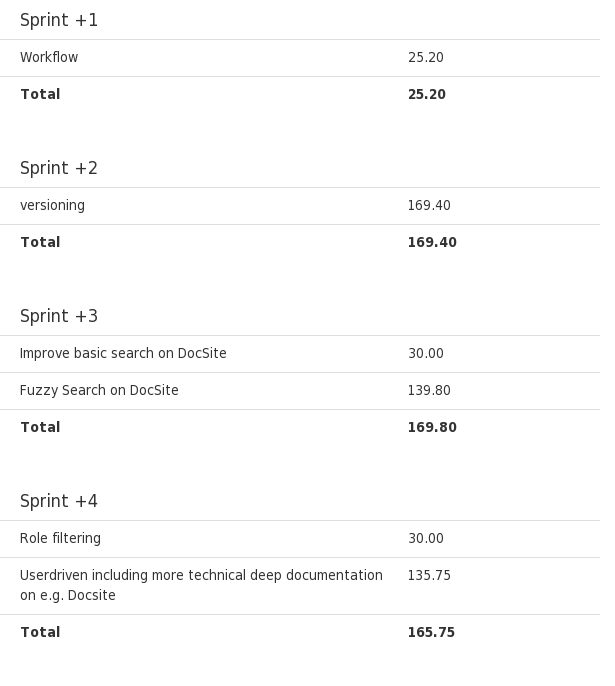 Sprint +1
Workflow 25.20
Total 25.20
Sprint +2
versioning 169.40
Total 169.40
Sprint +3
Improve basic search on DocSite 30.00
Fuzzy Search on DocSite 139.80
Total 169.80
Sprint +4
Role filtering 30.00
Userdriven including more technical deep documentation 135.75
on e.g. Docsite
Total 165.75